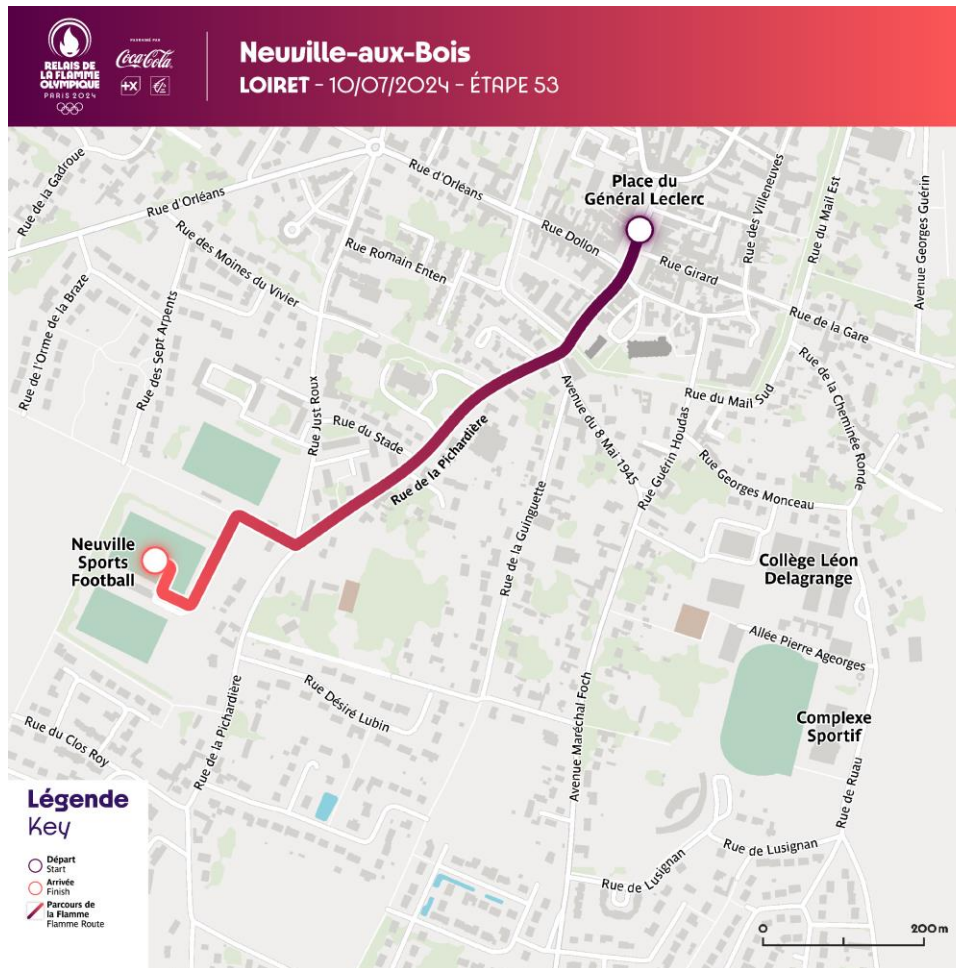 RELAIS DE
LA FLAMME
OLYMPIQUE
PARIS 2024
PARRAINÉ PAR
Coca-Cola
Neuville-aux-Bois
LOIRET - 10/07/2024 - ÉTAPE 53
Rue de la Gadroue
Rue d'Orléans
Rue d'Orléans
Place du
Général Leclerc
Rue des Villeneuves
Rue du Mail Est
Avenue Georges Guérin
Rue des Moines du Vivier
Rue Romain Enten
Rue Dollon
Rue Girard
Rue de la Gare
Rue de l'Orme de la Braze
Rue des Sept Arpents
Rue Just Roux
Rue du Stade
Rue de la Pichardière
Avenue du 8 Mai 1945
Rue du Mail Sud
Rue de la Cheminée Ronde
Rue Guérin Houdas
Rue Georges Monceau
Rue de la Guinguette
Neuville
Sports
Football
Collège Léon
Delagrange
Allée Pierre Ageorges
Rue Désiré Lubin
Rue de la Pichardière
Avenue Maréchal Foch
Complexe
Sportif
Rue du Clos Roy
Rue de Ruau
Rue de Lusignan
Rue de Lusignan
Légende
Key
Départ
Start
Arrivée
Finish
Parcours de
la Flamme
Flamme Route
0 200 m